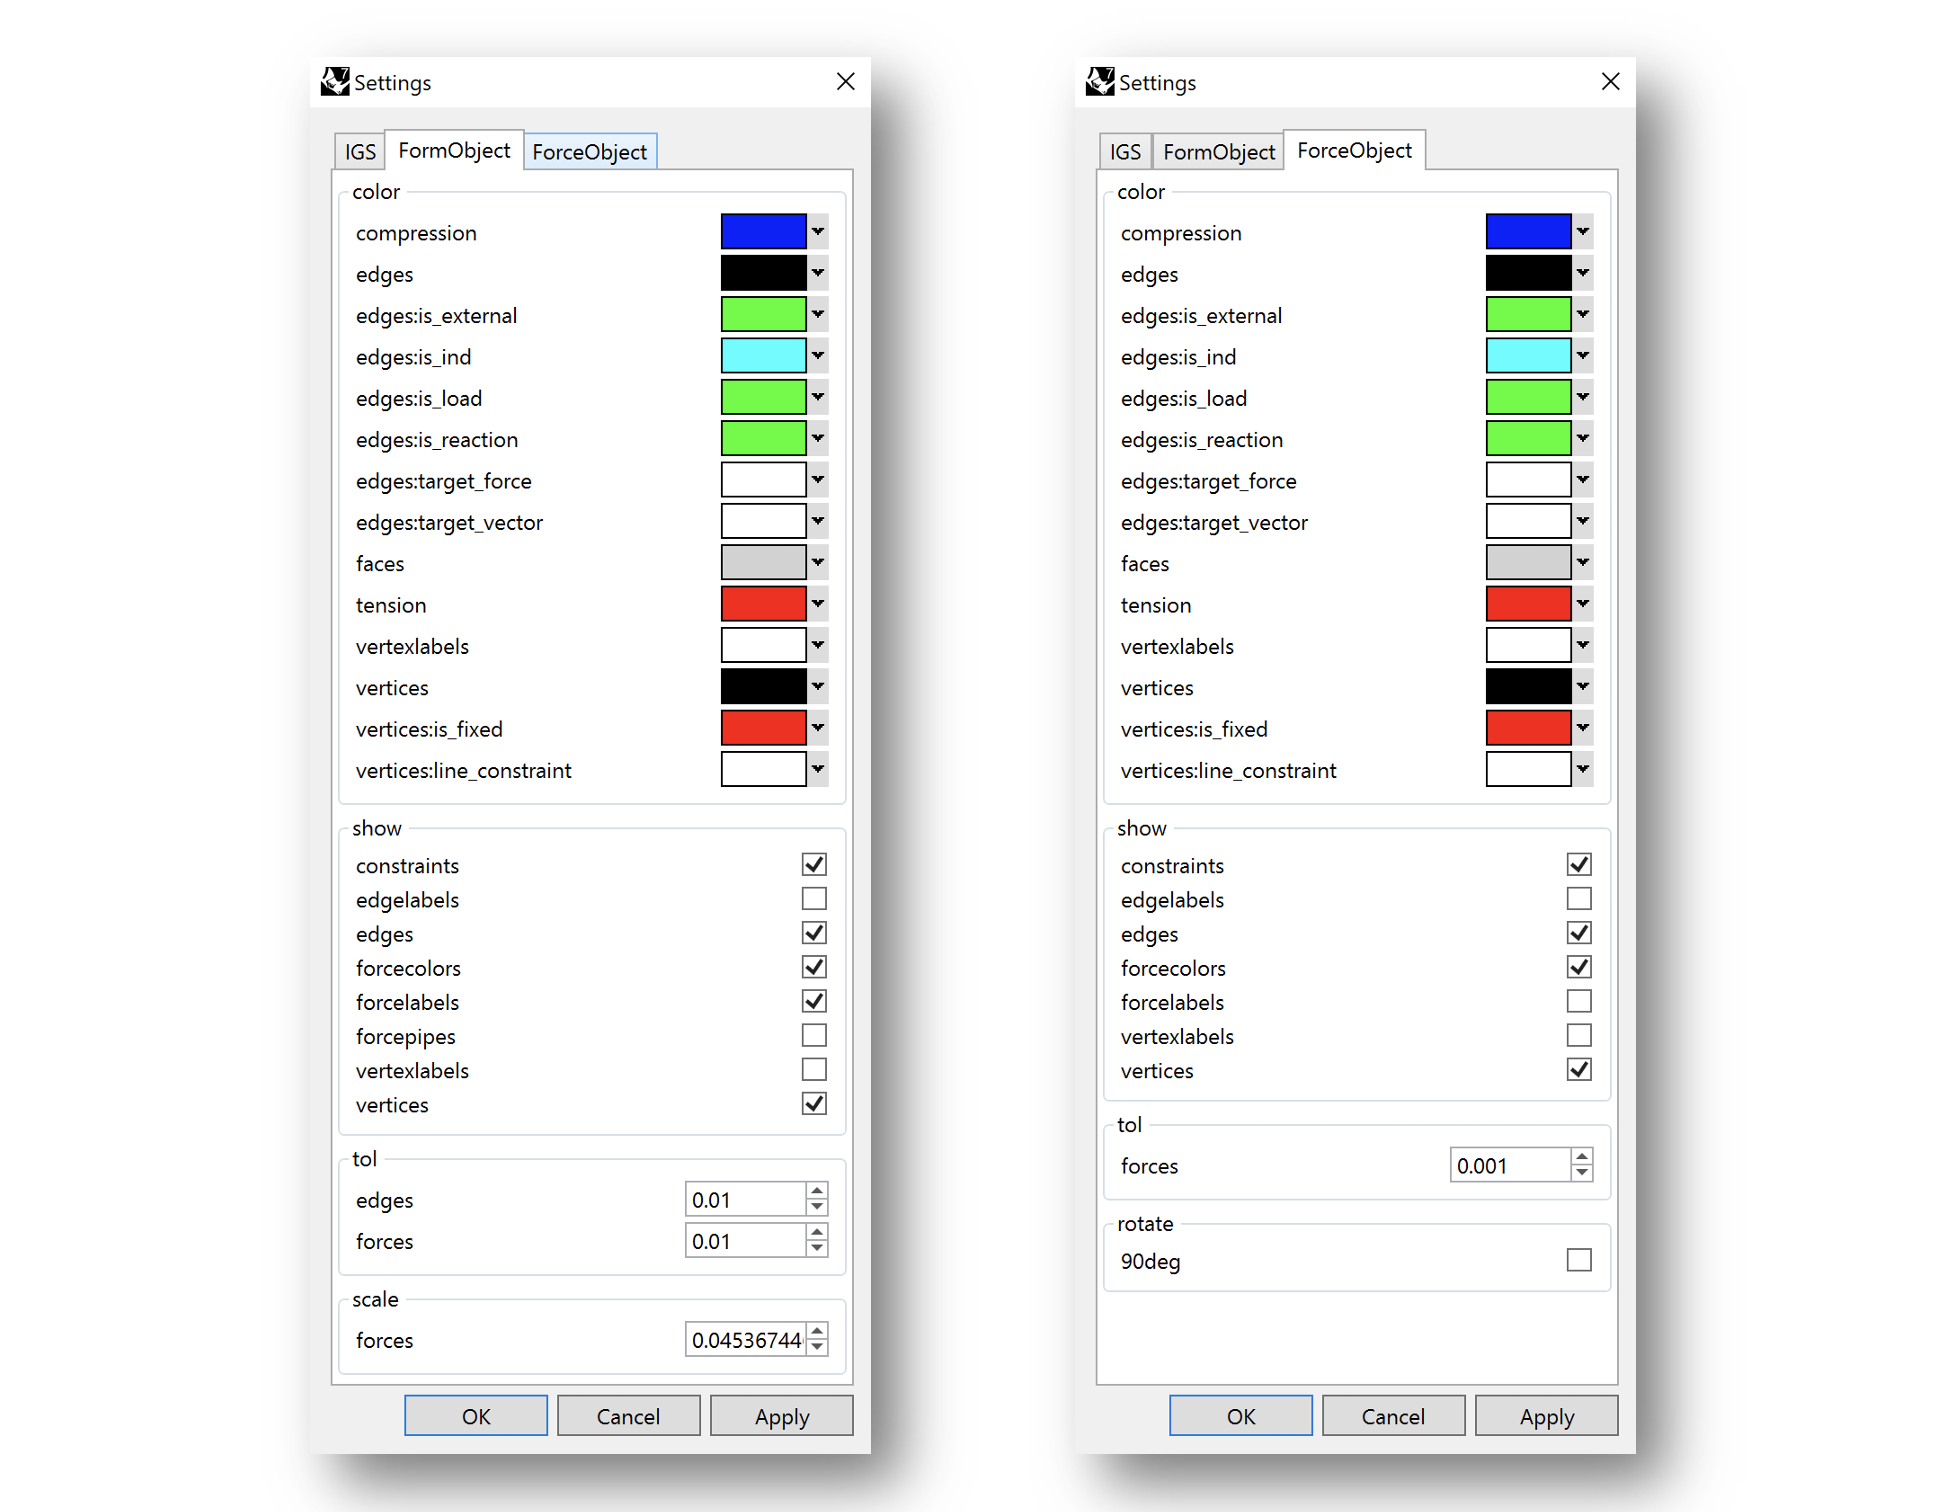 Settings
IGS FormObject ForceObject
color
compression
edges
edges:is_external
edges:is_ind
edges:is_load
edges:is_reaction
edges:target_force
edges:target_vector
faces
tension
vertexlabels
vertices
vertices:is_fixed
vertices:line_constraint
show
constraints
edgelabels
edges
forcecolors
forcelabels
forcepipes
vertexlabels
vertices
tol
edges 0.01
forces 0.01
scale
forces 0.04536744
OK Cancel Apply
Settings
IGS FormObject ForceObject
color
compression
edges
edges:is_external
edges:is_ind
edges:is_load
edges:is_reaction
edges:target_force
edges:target_vector
faces
tension
vertexlabels
vertices
vertices:is_fixed
vertices:line_constraint
show
constraints
edgelabels
edges
forcecolors
forcelabels
vertexlabels
vertices
tol
forces 0.001
rotate
90deg
OK Cancel Apply